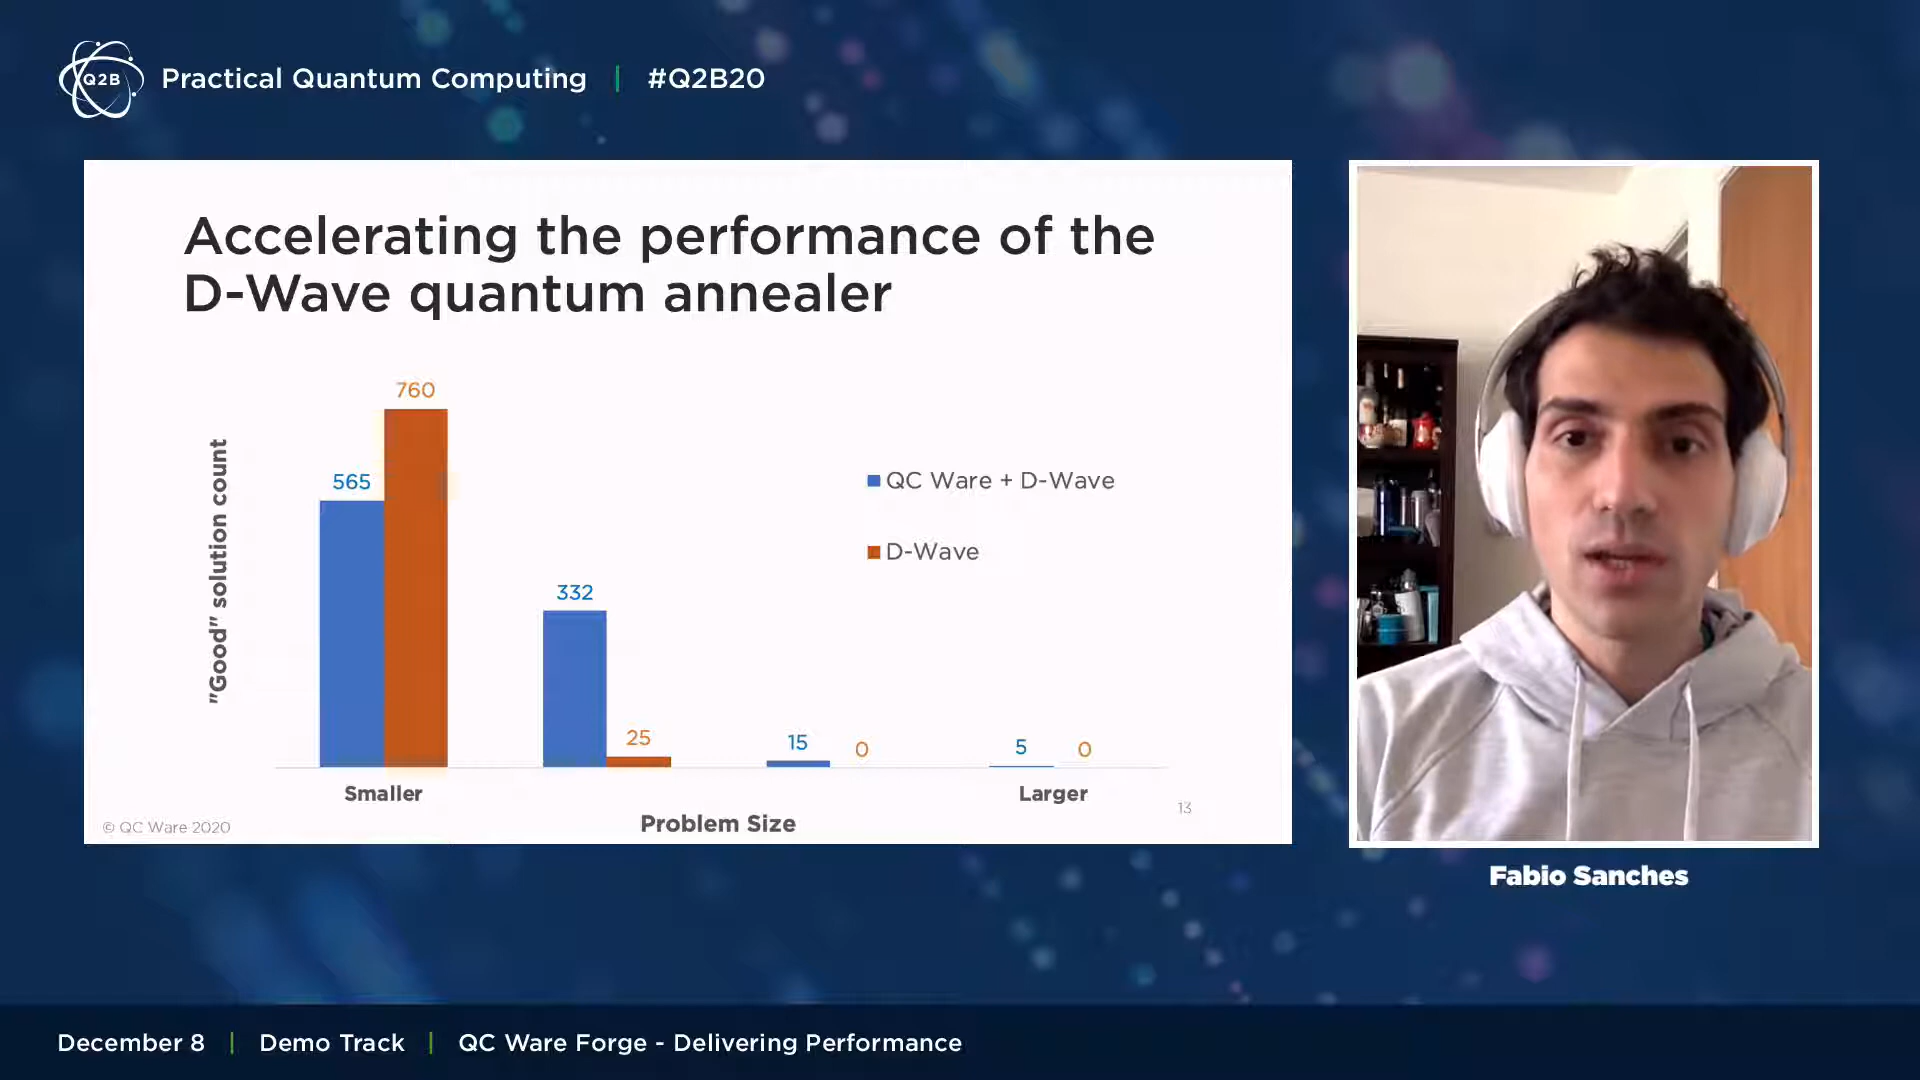 Q2B
Practical Quantum Computing | #Q2B20
Accelerating the performance of the
D-Wave quantum annealer
"Good" solution count
760
565
332
25
15
0
5
0
QC Ware + D-Wave
D-Wave
Smaller
Larger
Problem Size
13
© QC Ware 2020
Fabio Sanches
December 8 | Demo Track | QC Ware Forge - Delivering Performance